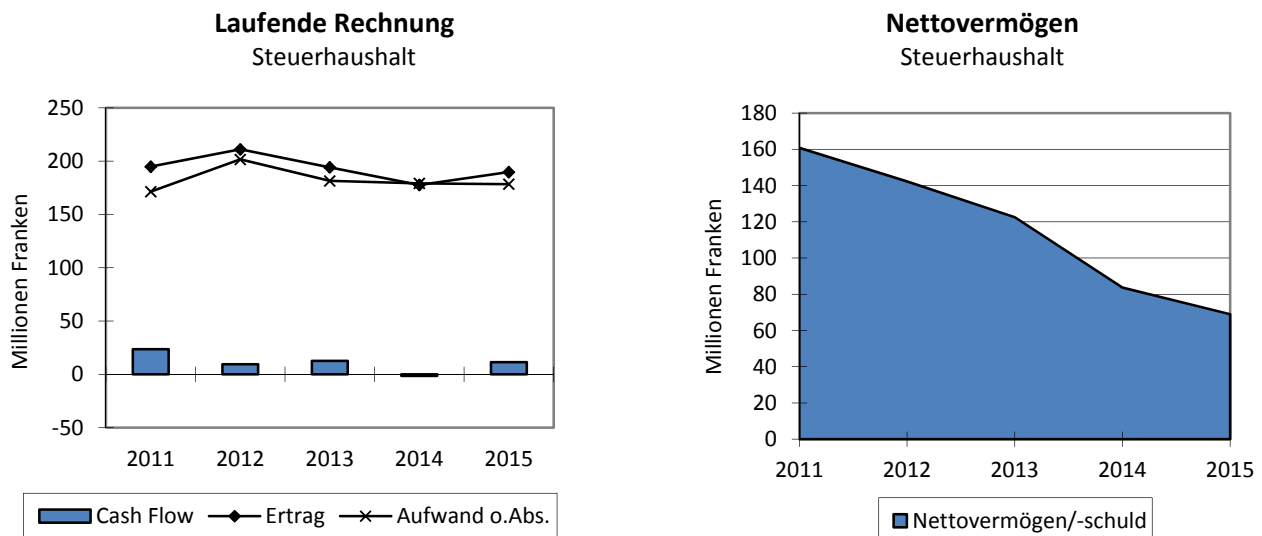 Laufende Rechnung
Steuerhaushalt
Millionen Franken
250
200
150
100
50
0
-50
2011 2012 2013 2014 2015
Cash Flow Ertrag Aufwand o.Abs.
Nettovermögen
Steuerhaushalt
Millionen Franken
180
160
140
120
100
80
60
40
20
0
2011 2012 2013 2014 2015
Nettovermögen/-schuld